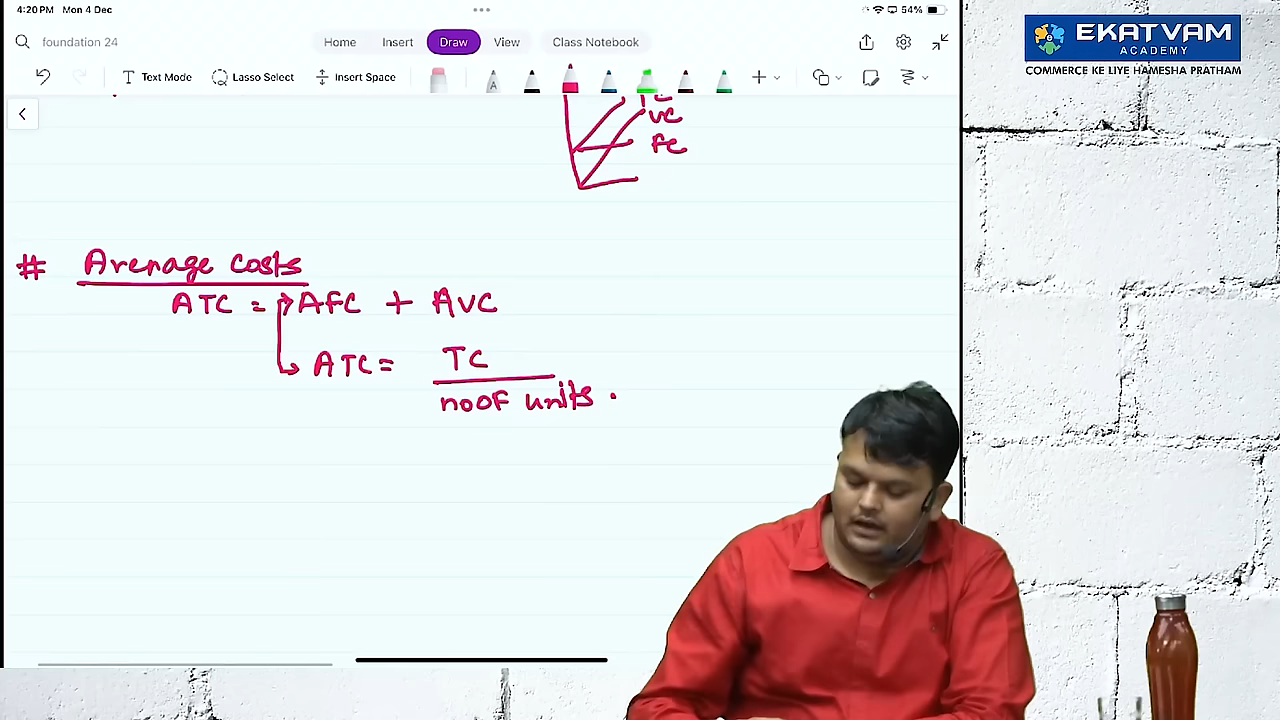 4:20 PM Mon 4 Dec
54%
foundation 24
Home Insert Draw View Class Notebook
Text Mode Lasso Select Insert Space
EKATVAM
ACADEMY
COMMERCE KE LIYE HAMESHA PRATHAM
VC
FC
# Average costs
ATC = AFC + AVC
ATC = TC
no of units .